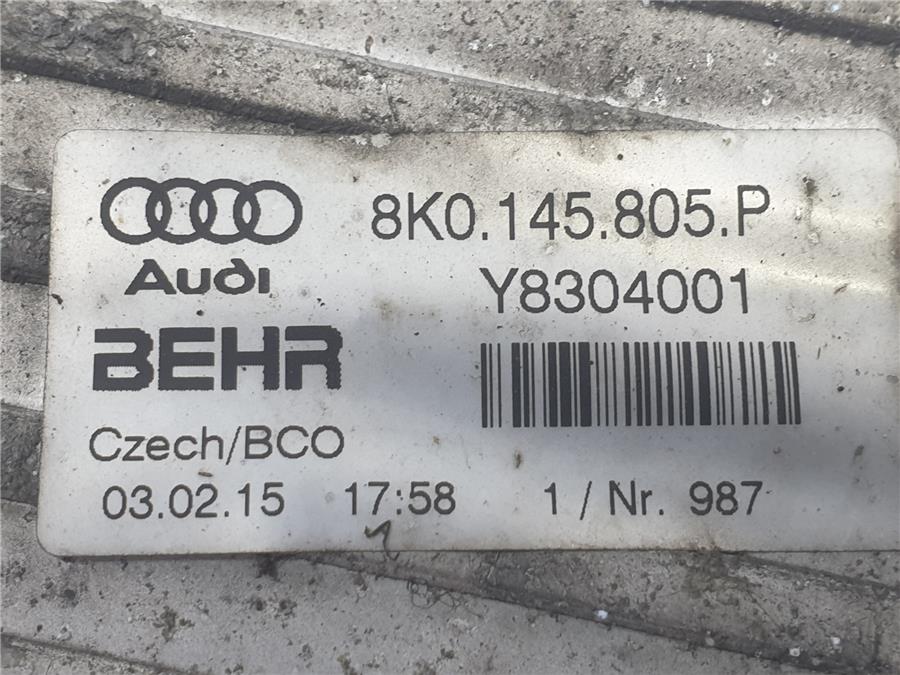 8K0.145.805.P
Audi
Y8304001
BEHR
Czech/BCO
03.02.15 17:58 1 / Nr. 987